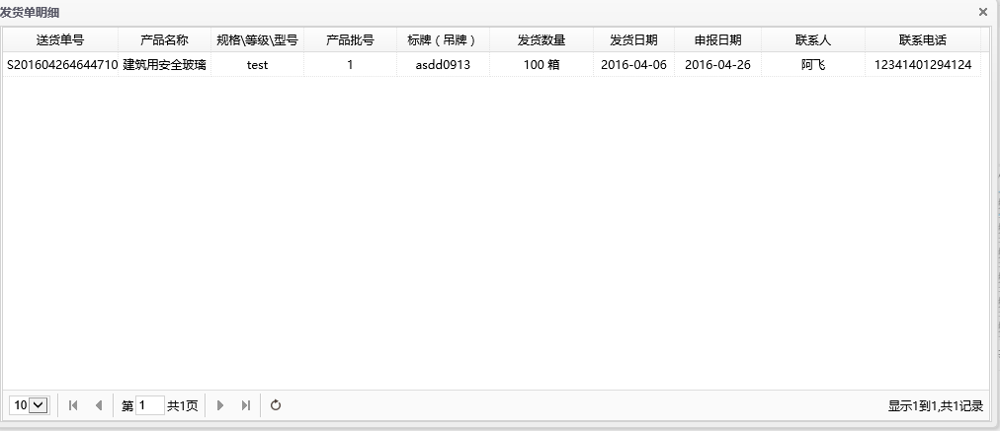 发货单明细
送货单号 产品名称 规格\等级\型号 产品批号 标牌（吊牌） 发货数量 发货日期 申报日期 联系人 联系电话
S201604264644710 建筑用安全玻璃 test 1 asdd0913 100 箱 2016-04-06 2016-04-26 阿飞 12341401294124
10 第 1 共1页 显示1到1,共1记录